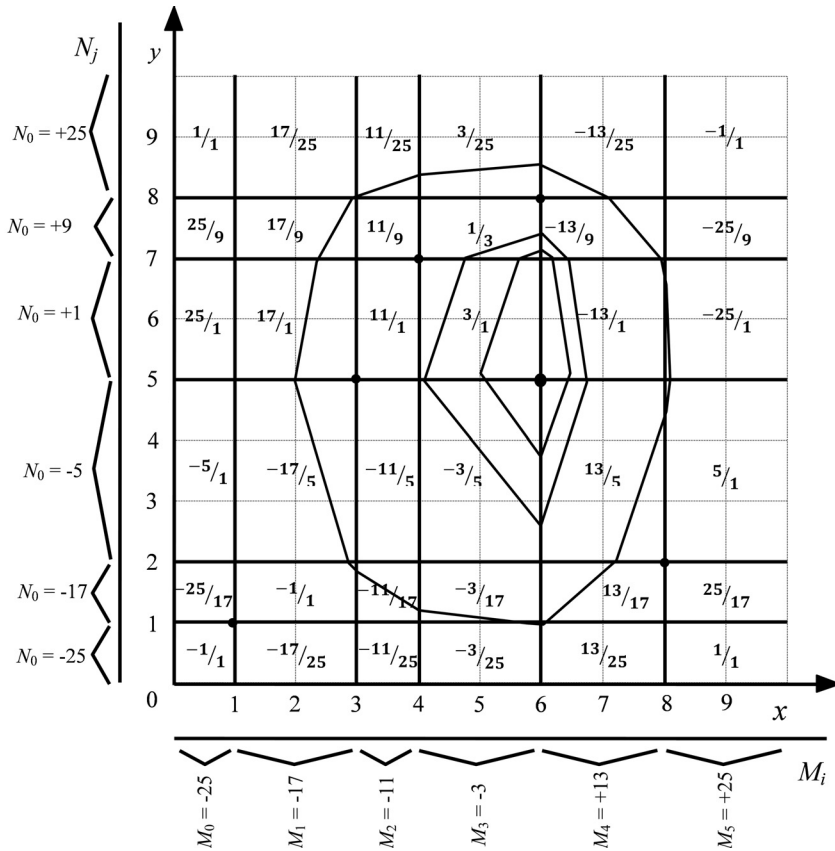 N_j
y
N_0 = +25
9
1/1 17/25 11/25 3/25 −13/25 −1/1
8
N_0 = +9
25/9 17/9 11/9 1/3 −13/9 −25/9
7
N_0 = +1
6
25/1 17/1 11/1 3/1 −13/1 −25/1
5
4
N_0 = -5
−5/1 −17/5 −11/5 −3/5 13/5 5/1
3
2
N_0 = -17
−25/17 −1/1 −11/17 −3/17 13/17 25/17
1
N_0 = -25
−1/1 −17/25 −11/25 −3/25 13/25 1/1
0
1 2 3 4 5 6 7 8 9 x
M_i
M_0 = -25
M_1 = -17
M_2 = -11
M_3 = -3
M_4 = +13
M_5 = +25